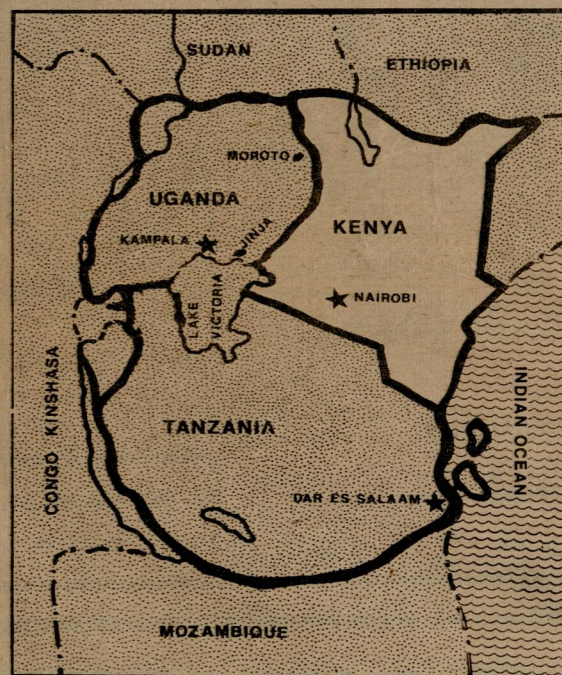 SUDAN
ETHIOPIA
MOROTO
UGANDA
KENYA
KAMPALA
JINJA
LAKE
VICTORIA
NAIROBI
CONGO KINSHASA
TANZANIA
INDIAN OCEAN
DAR ES SALAAM
MOZAMBIQUE